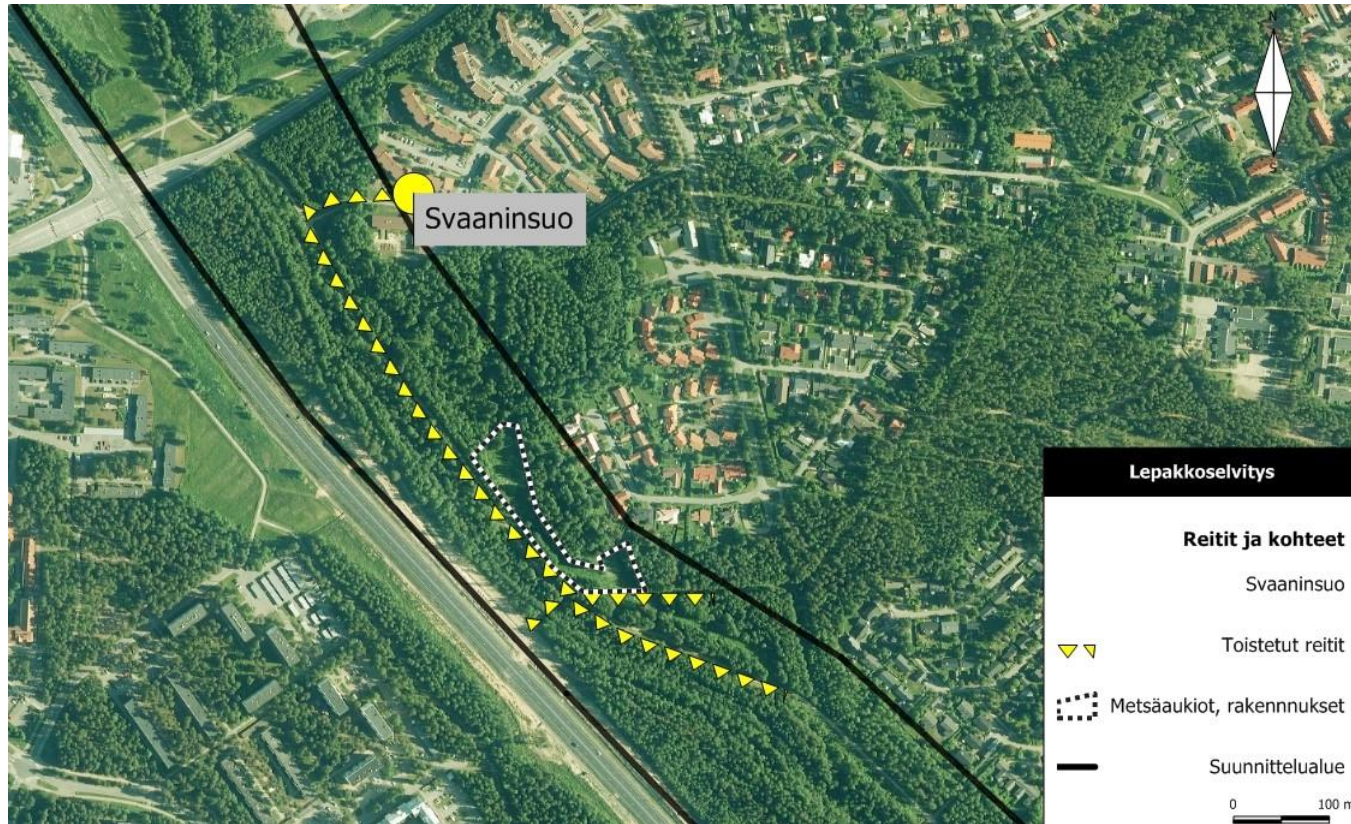 N
Svaaninsuo
Lepakkoselvitys
Reitit ja kohteet
Svaaninsuo
Toistetut reitit
Metsäaukiot, rakennnukset
Suunnittelualue
0 100 m